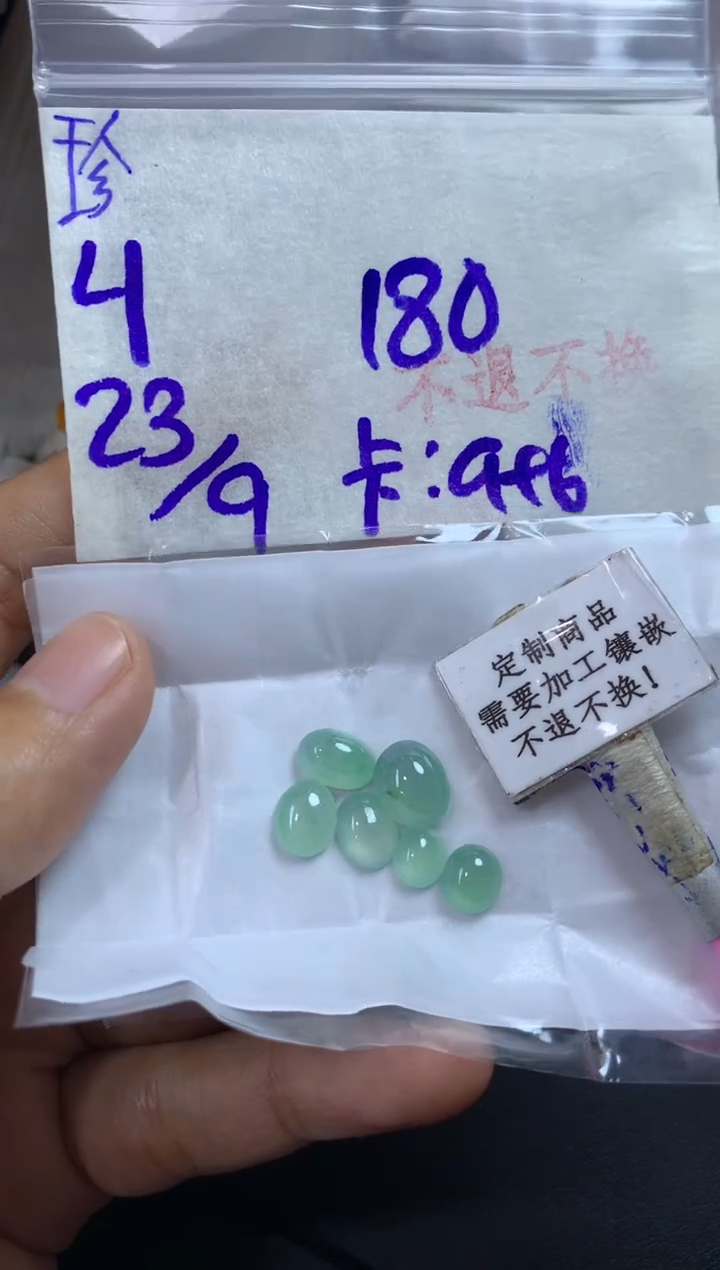 珍
4 180
不退不换
23/9 卡:
定制商品
需要加工镶嵌
不退不换!